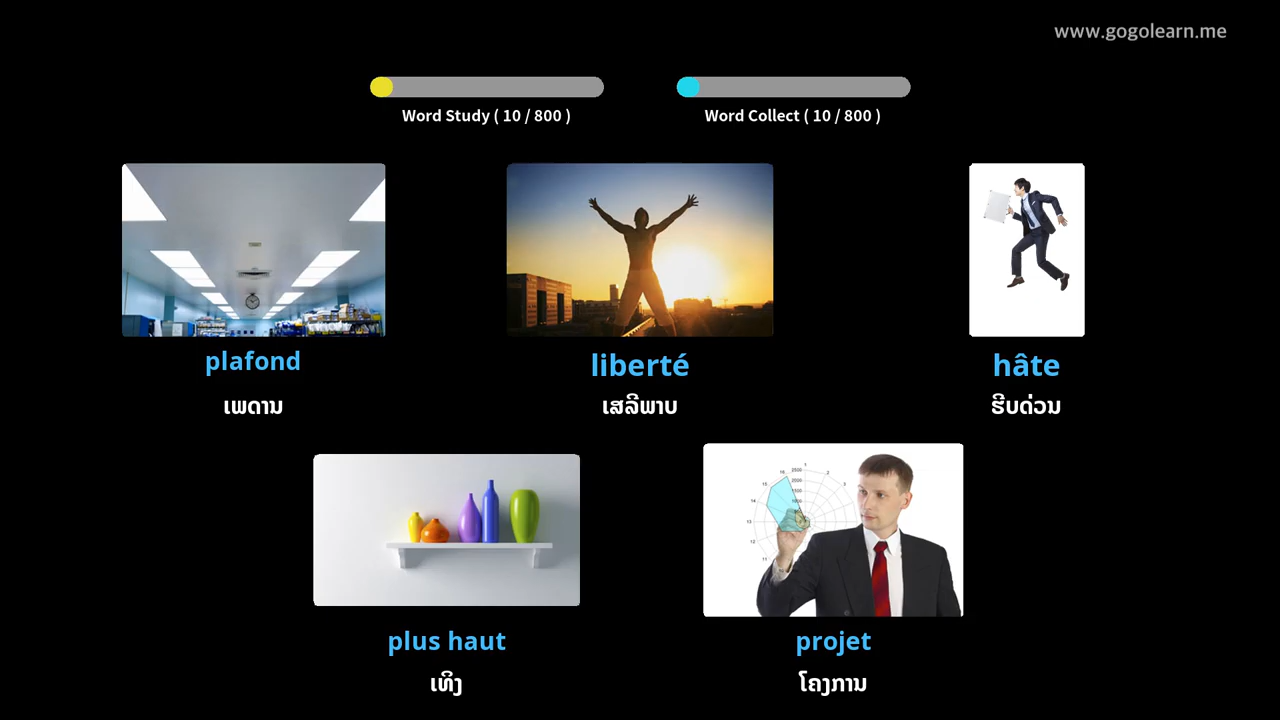 www.gogolearn.me
Word Study ( 10 / 800 )
Word Collect ( 10 / 800 )
plafond
ເພດານ
liberté
ເສລີພາບ
hâte
ຮີບດ່ວນ
plus haut
ເທິງ
projet
ໂຄງການ